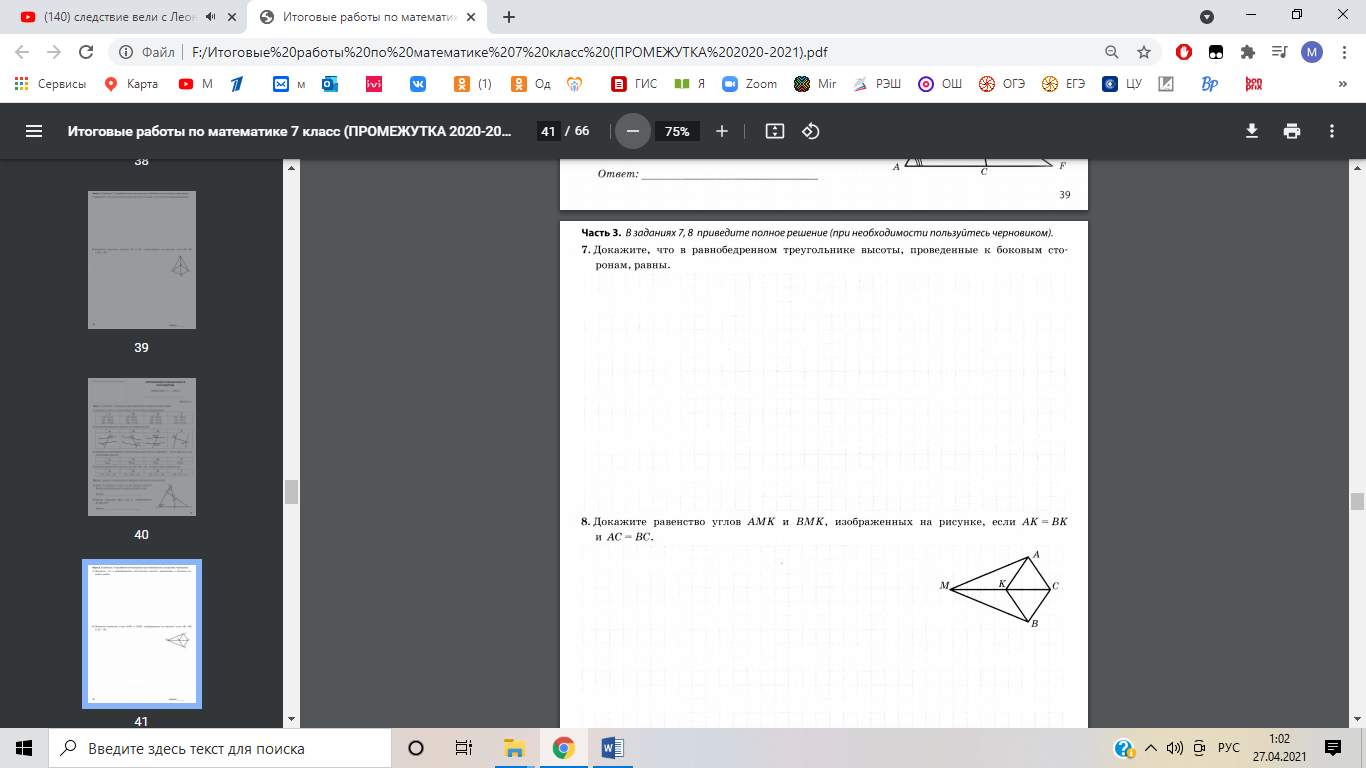 (140) следствие вели с Леон
Итоговые работы по математик
Файл F:/Итоговые%20работы%20по%20математике%207%20класс%20(ПРОМЕЖУТКА%202020-2021).pdf
М
Сервисы Карта М м ivi (1) Од ГИС Я Zoom Mir РЭШ ОШ ОГЭ ЕГЭ ЦУ Вр bon prix »
Итоговые работы по математике 7 класс (ПРОМЕЖУТКА 2020-20... 41 / 66 75%
38
39
40
41
Ответ:
A C F
39
Часть 3. В заданиях 7, 8 приведите полное решение (при необходимости пользуйтесь черновиком).
7. Докажите, что в равнобедренном треугольнике высоты, проведенные к боковым сто-
ронам, равны.
8. Докажите равенство углов AMK и BMK, изображенных на рисунке, если AK = BK
и AC = BC.
A
M K C
B
Введите здесь текст для поиска
РУС
1:02
27.04.2021